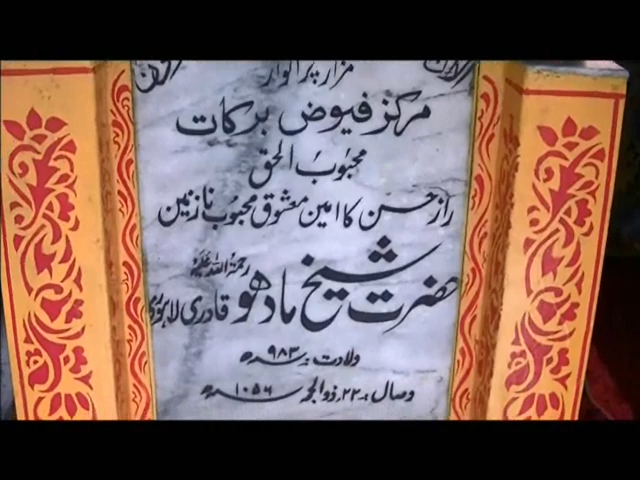 مزار پر انوار
مرکز فیوض برکات
محبوب الحق
راز حسن کا امین معشوق محبوب نازنین
حضرت شیخ مادھو قادری لاہوری رحمۃ اللہ علیہ
ولادت :۔ ۹۸۳ھ
وصال :۔ ۲۲؍ ذوالحجہ ۱۰۵۶ھ